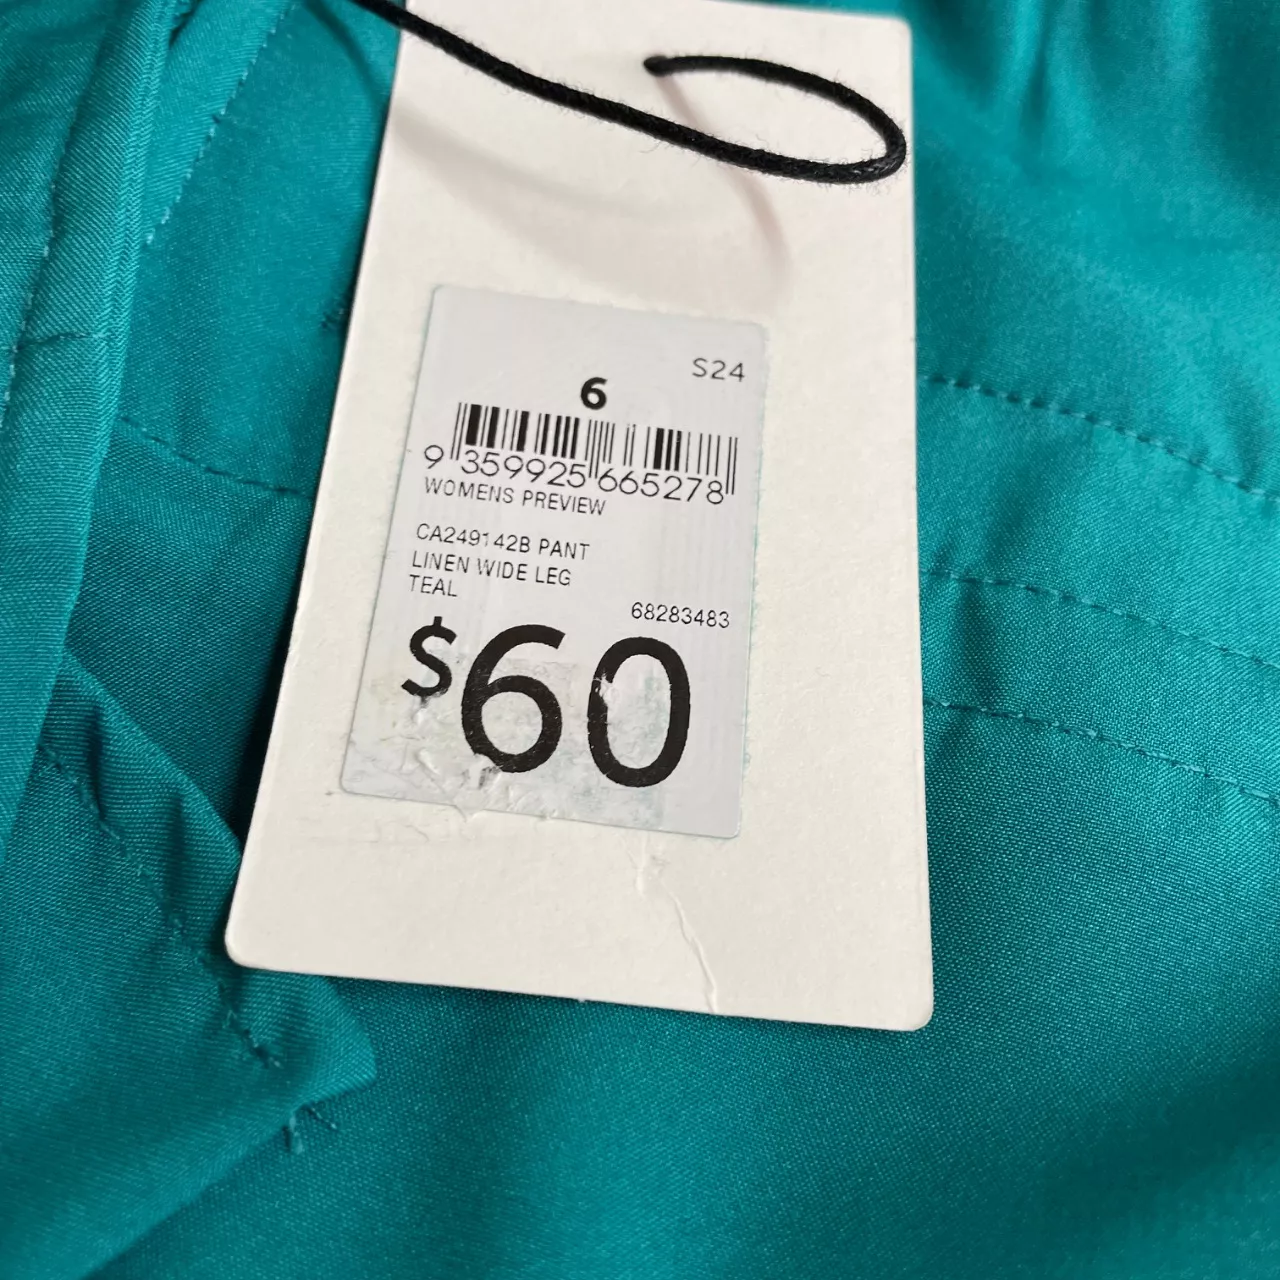 S24
6
9 359925 665278
WOMENS PREVIEW
CA249142B PANT
LINEN WIDE LEG
TEAL
68283483
$60